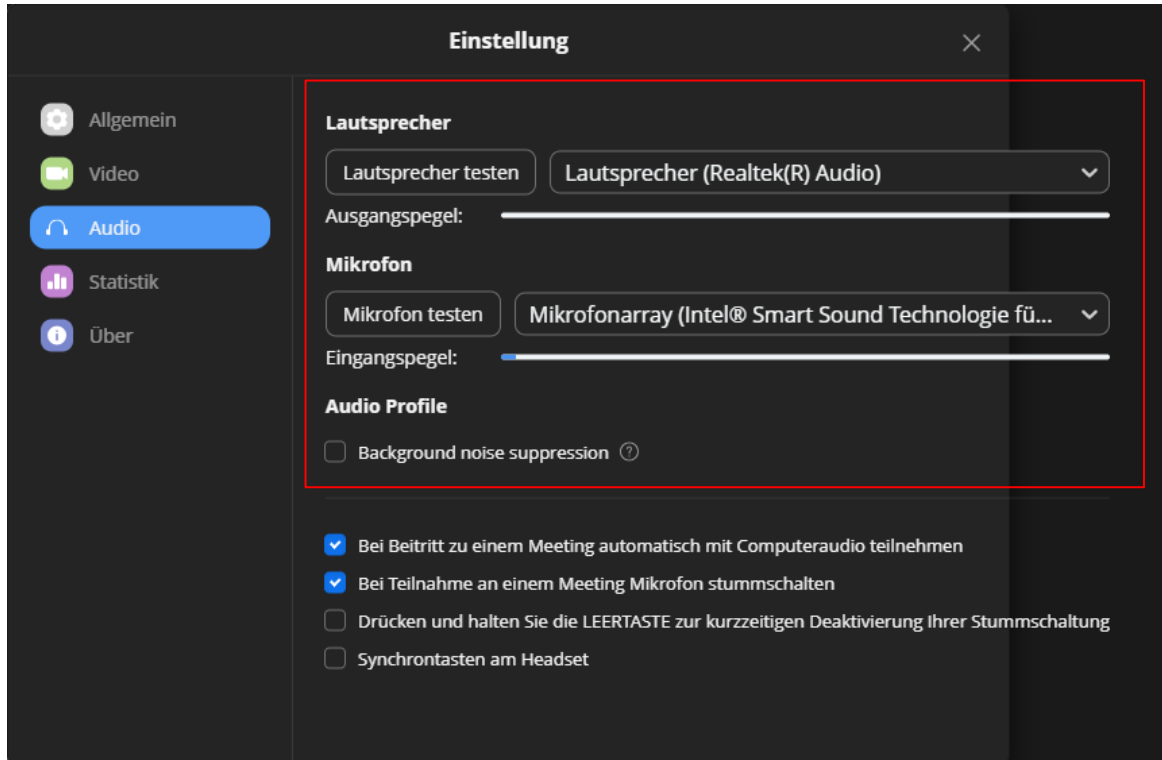 Einstellung
Allgemein
Video
Audio
Statistik
Über
Lautsprecher
Lautsprecher testen
Lautsprecher (Realtek(R) Audio)
Ausgangspegel:
Mikrofon
Mikrofon testen
Mikrofonarray (Intel® Smart Sound Technologie fü...
Eingangspegel:
Audio Profile
Background noise suppression
Bei Beitritt zu einem Meeting automatisch mit Computeraudio teilnehmen
Bei Teilnahme an einem Meeting Mikrofon stummschalten
Drücken und halten Sie die LEERTASTE zur kurzzeitigen Deaktivierung Ihrer Stummschaltung
Synchrontasten am Headset